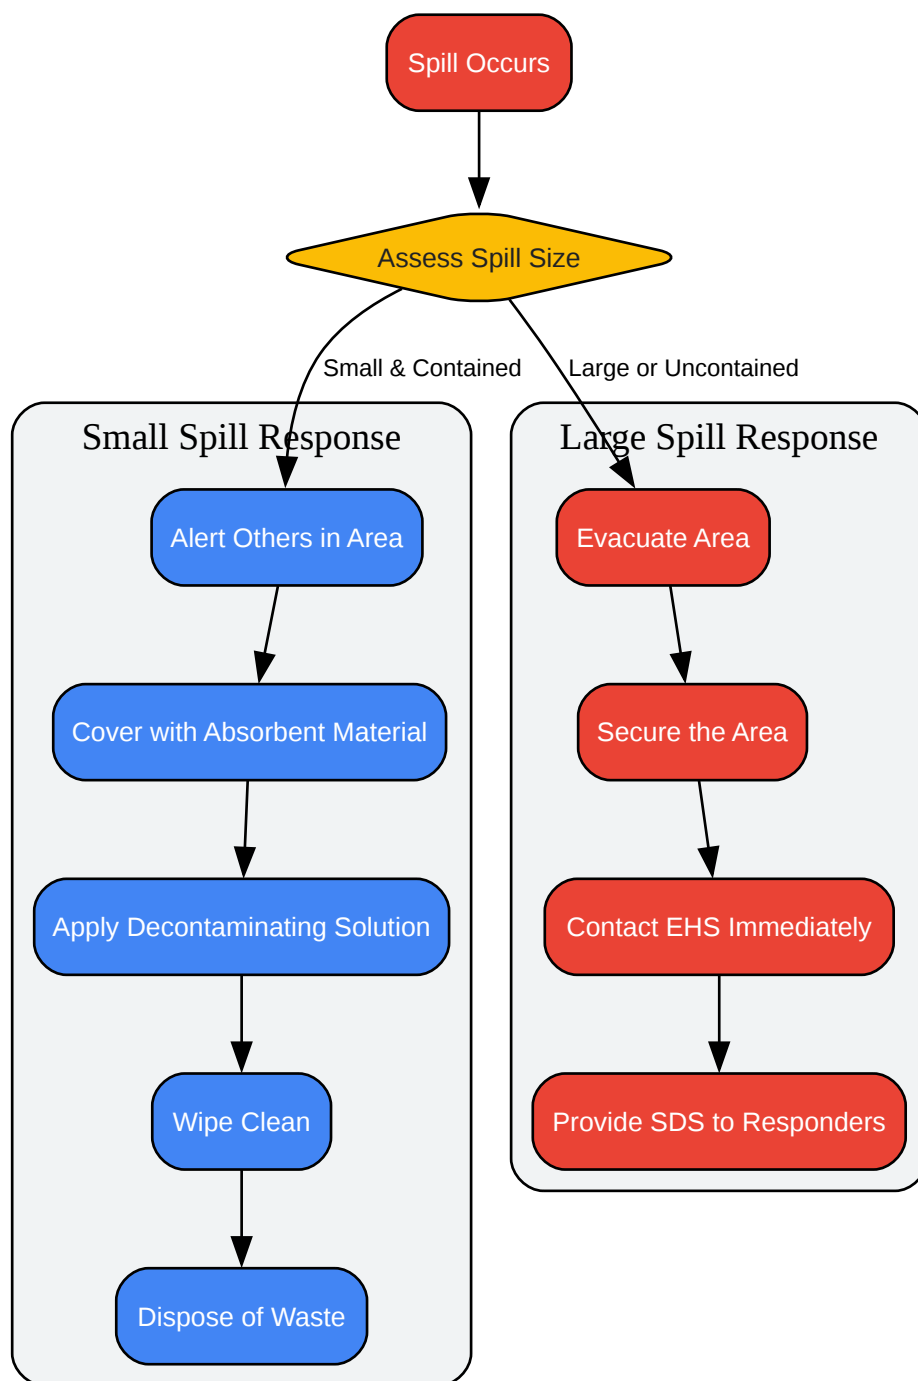 Spill Occurs
Assess Spill Size
Small & Contained
Large or Uncontained
Small Spill Response
Alert Others in Area
Cover with Absorbent Material
Apply Decontaminating Solution
Wipe Clean
Dispose of Waste
Large Spill Response
Evacuate Area
Secure the Area
Contact EHS Immediately
Provide SDS to Responders